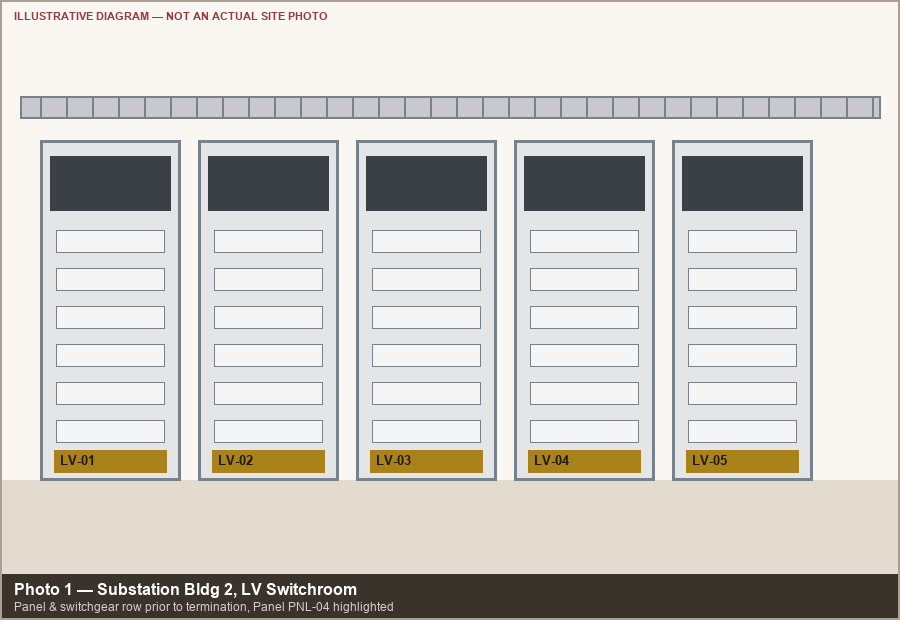 ILLUSTRATIVE DIAGRAM — NOT AN ACTUAL SITE PHOTO
LV-01
LV-02
LV-03
LV-04
LV-05
Photo 1 — Substation Bldg 2, LV Switchroom
Panel & switchgear row prior to termination, Panel PNL-04 highlighted